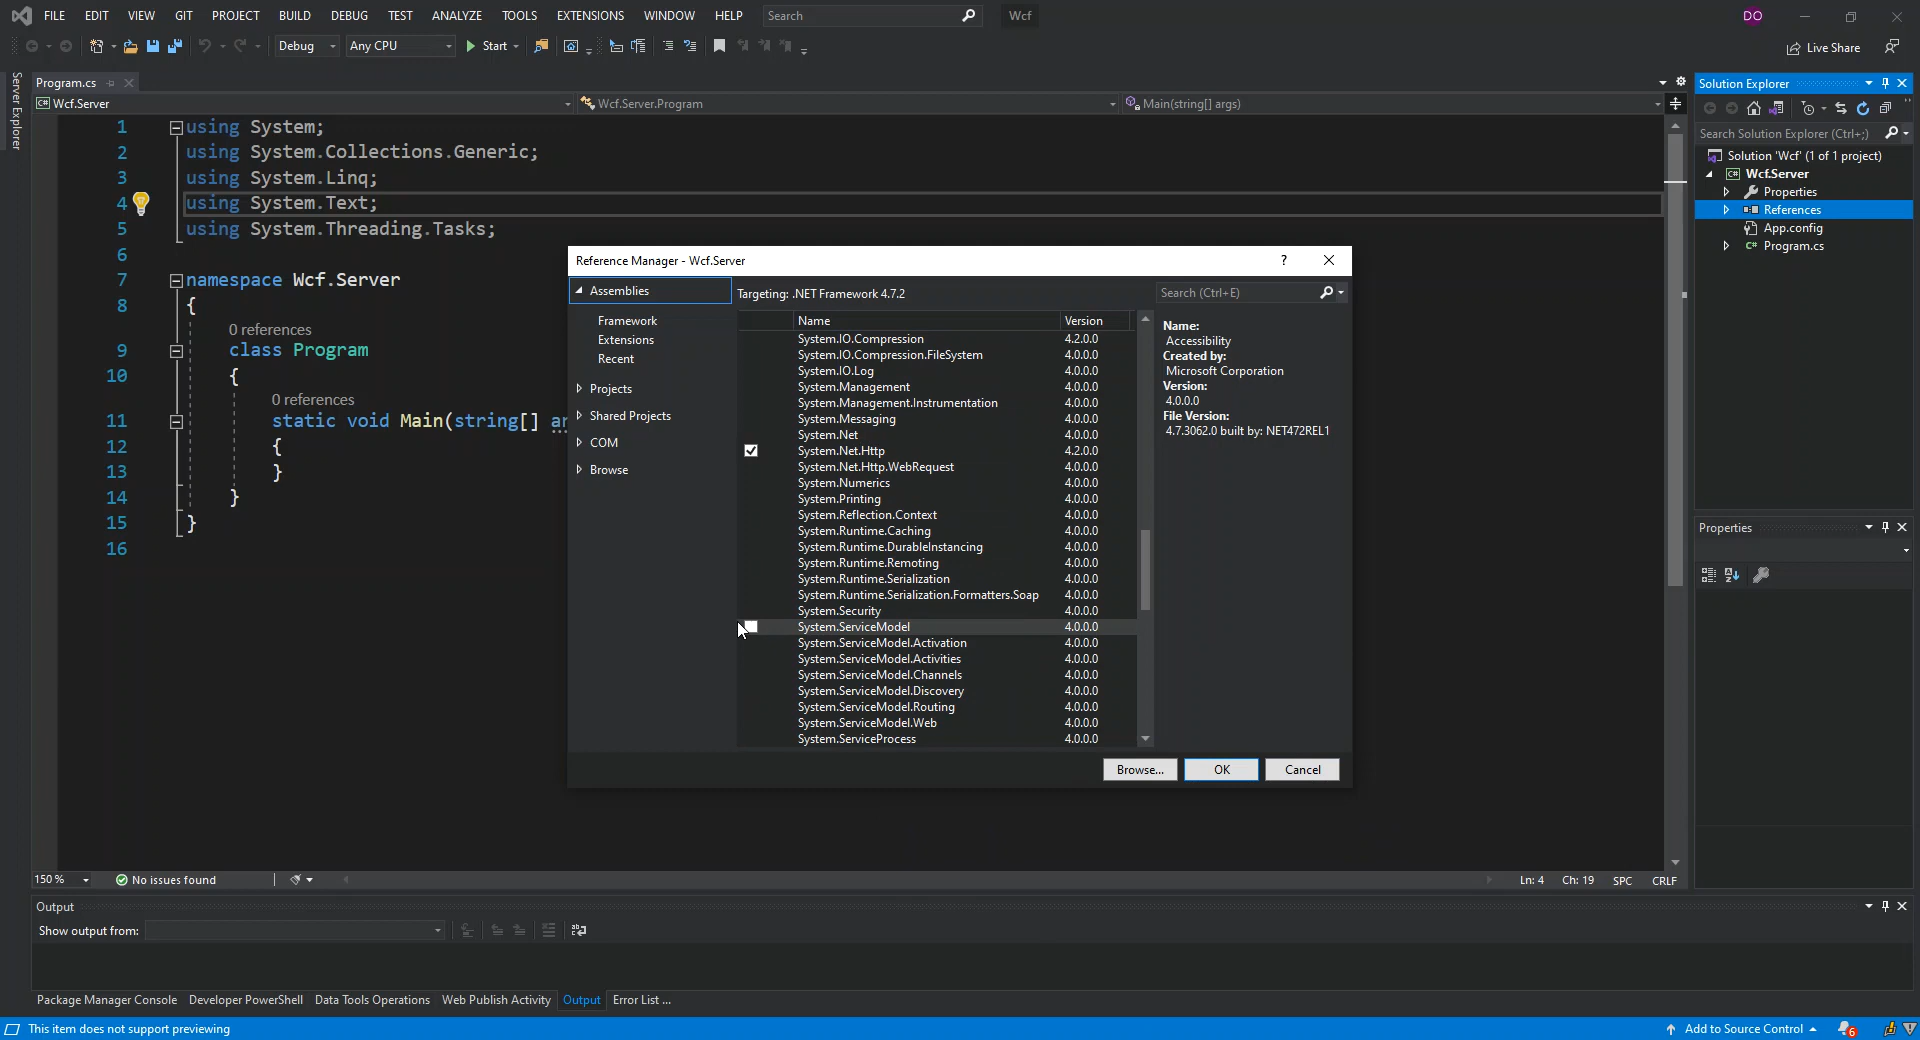 FILE EDIT VIEW GIT PROJECT BUILD DEBUG TEST ANALYZE TOOLS EXTENSIONS WINDOW HELP Search Wcf DO
Debug Any CPU Start Live Share
Server Explorer
Program.cs
Wcf.Server Wcf.Server.Program Main(string[] args)
1 using System;
2 using System.Collections.Generic;
3 using System.Linq;
4 using System.Text;
5 using System.Threading.Tasks;
6
7 namespace Wcf.Server
8 {
0 references
9 class Program
10 {
0 references
11 static void Main(string[] ar
12 {
13 }
14 }
15 }
16
Reference Manager - Wcf.Server ?
Assemblies
Framework
Extensions
Recent
Projects
Shared Projects
COM
Browse
Targeting: .NET Framework 4.7.2
Search (Ctrl+E)
Name Version
System.IO.Compression 4.2.0.0
System.IO.Compression.FileSystem 4.0.0.0
System.IO.Log 4.0.0.0
System.Management 4.0.0.0
System.Management.Instrumentation 4.0.0.0
System.Messaging 4.0.0.0
System.Net 4.0.0.0
System.Net.Http 4.2.0.0
System.Net.Http.WebRequest 4.0.0.0
System.Numerics 4.0.0.0
System.Printing 4.0.0.0
System.Reflection.Context 4.0.0.0
System.Runtime.Caching 4.0.0.0
System.Runtime.DurableInstancing 4.0.0.0
System.Runtime.Remoting 4.0.0.0
System.Runtime.Serialization 4.0.0.0
System.Runtime.Serialization.Formatters.Soap 4.0.0.0
System.Security 4.0.0.0
System.ServiceModel 4.0.0.0
System.ServiceModel.Activation 4.0.0.0
System.ServiceModel.Activities 4.0.0.0
System.ServiceModel.Channels 4.0.0.0
System.ServiceModel.Discovery 4.0.0.0
System.ServiceModel.Routing 4.0.0.0
System.ServiceModel.Web 4.0.0.0
System.ServiceProcess 4.0.0.0
Name:
Accessibility
Created by:
Microsoft Corporation
Version:
4.0.0.0
File Version:
4.7.3062.0 built by: NET472REL1
Browse... OK Cancel
Solution Explorer
Search Solution Explorer (Ctrl+;)
Solution 'Wcf' (1 of 1 project)
Wcf.Server
Properties
References
App.config
Program.cs
Properties
150 % No issues found Ln: 4 Ch: 19 SPC CRLF
Output
Show output from:
Package Manager Console Developer PowerShell Data Tools Operations Web Publish Activity Output Error List ...
This item does not support previewing Add to Source Control 6